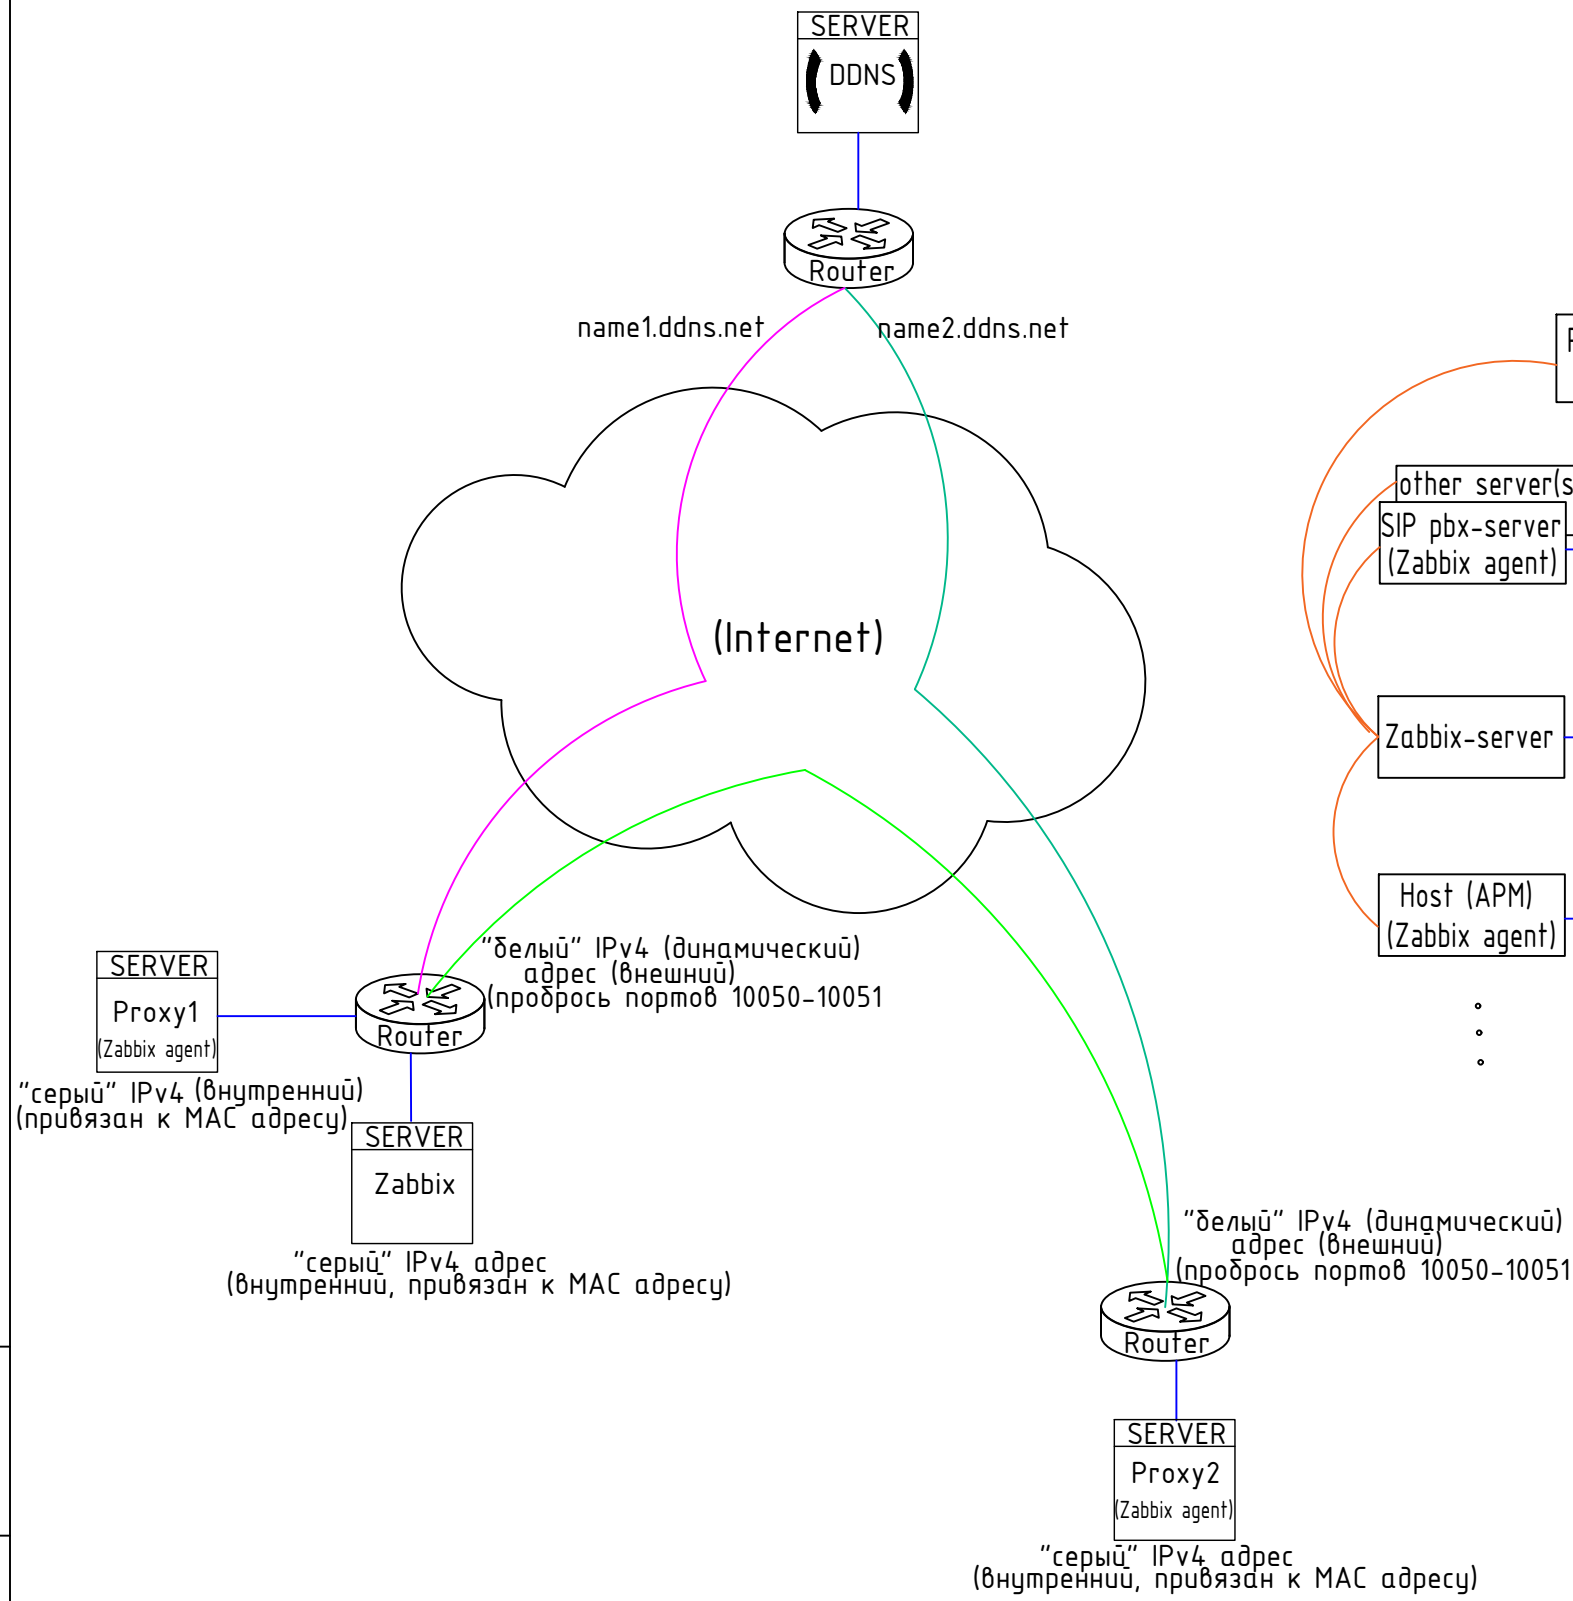 SERVER
DDNS
Router
name1.ddns.net
name2.ddns.net
other server(s
SIP pbx-server
(Zabbix agent)
(Internet)
Zabbix-server
Host (APM)
(Zabbix agent)
"белый" IPv4 (динамический)
адрес (внешний)
(пробрось портов 10050-10051
SERVER
Proxy1
(Zabbix agent)
Router
"серый" IPv4 (внутренний)
(привязан к MAC адресу)
SERVER
Zabbix
"серый" IPv4 адрес
(внутренний, привязан к MAC адресу)
"белый" IPv4 (динамический)
адрес (внешний)
(пробрось портов 10050-10051
Router
SERVER
Proxy2
(Zabbix agent)
"серый" IPv4 адрес
(внутренний, привязан к MAC адресу)